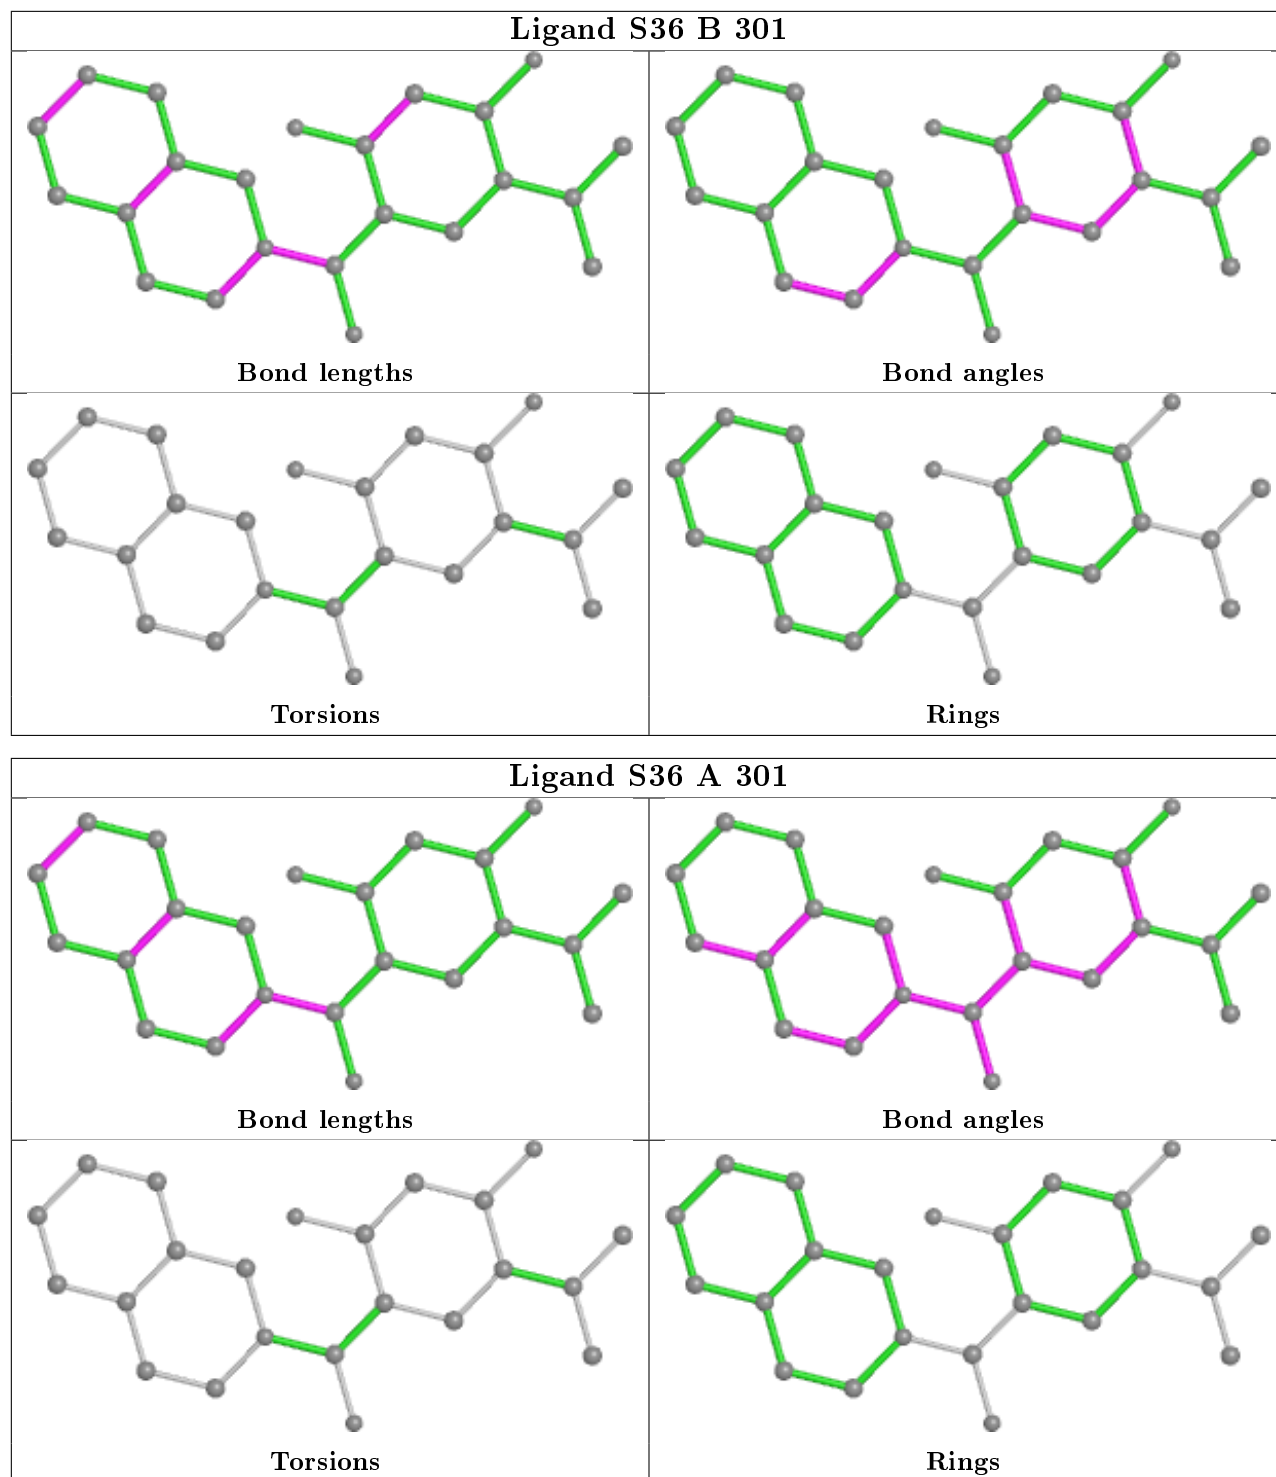 Ligand S36 B 301
Bond lengths
Bond angles
Torsions
Rings
Ligand S36 A 301
Bond lengths
Bond angles
Torsions
Rings